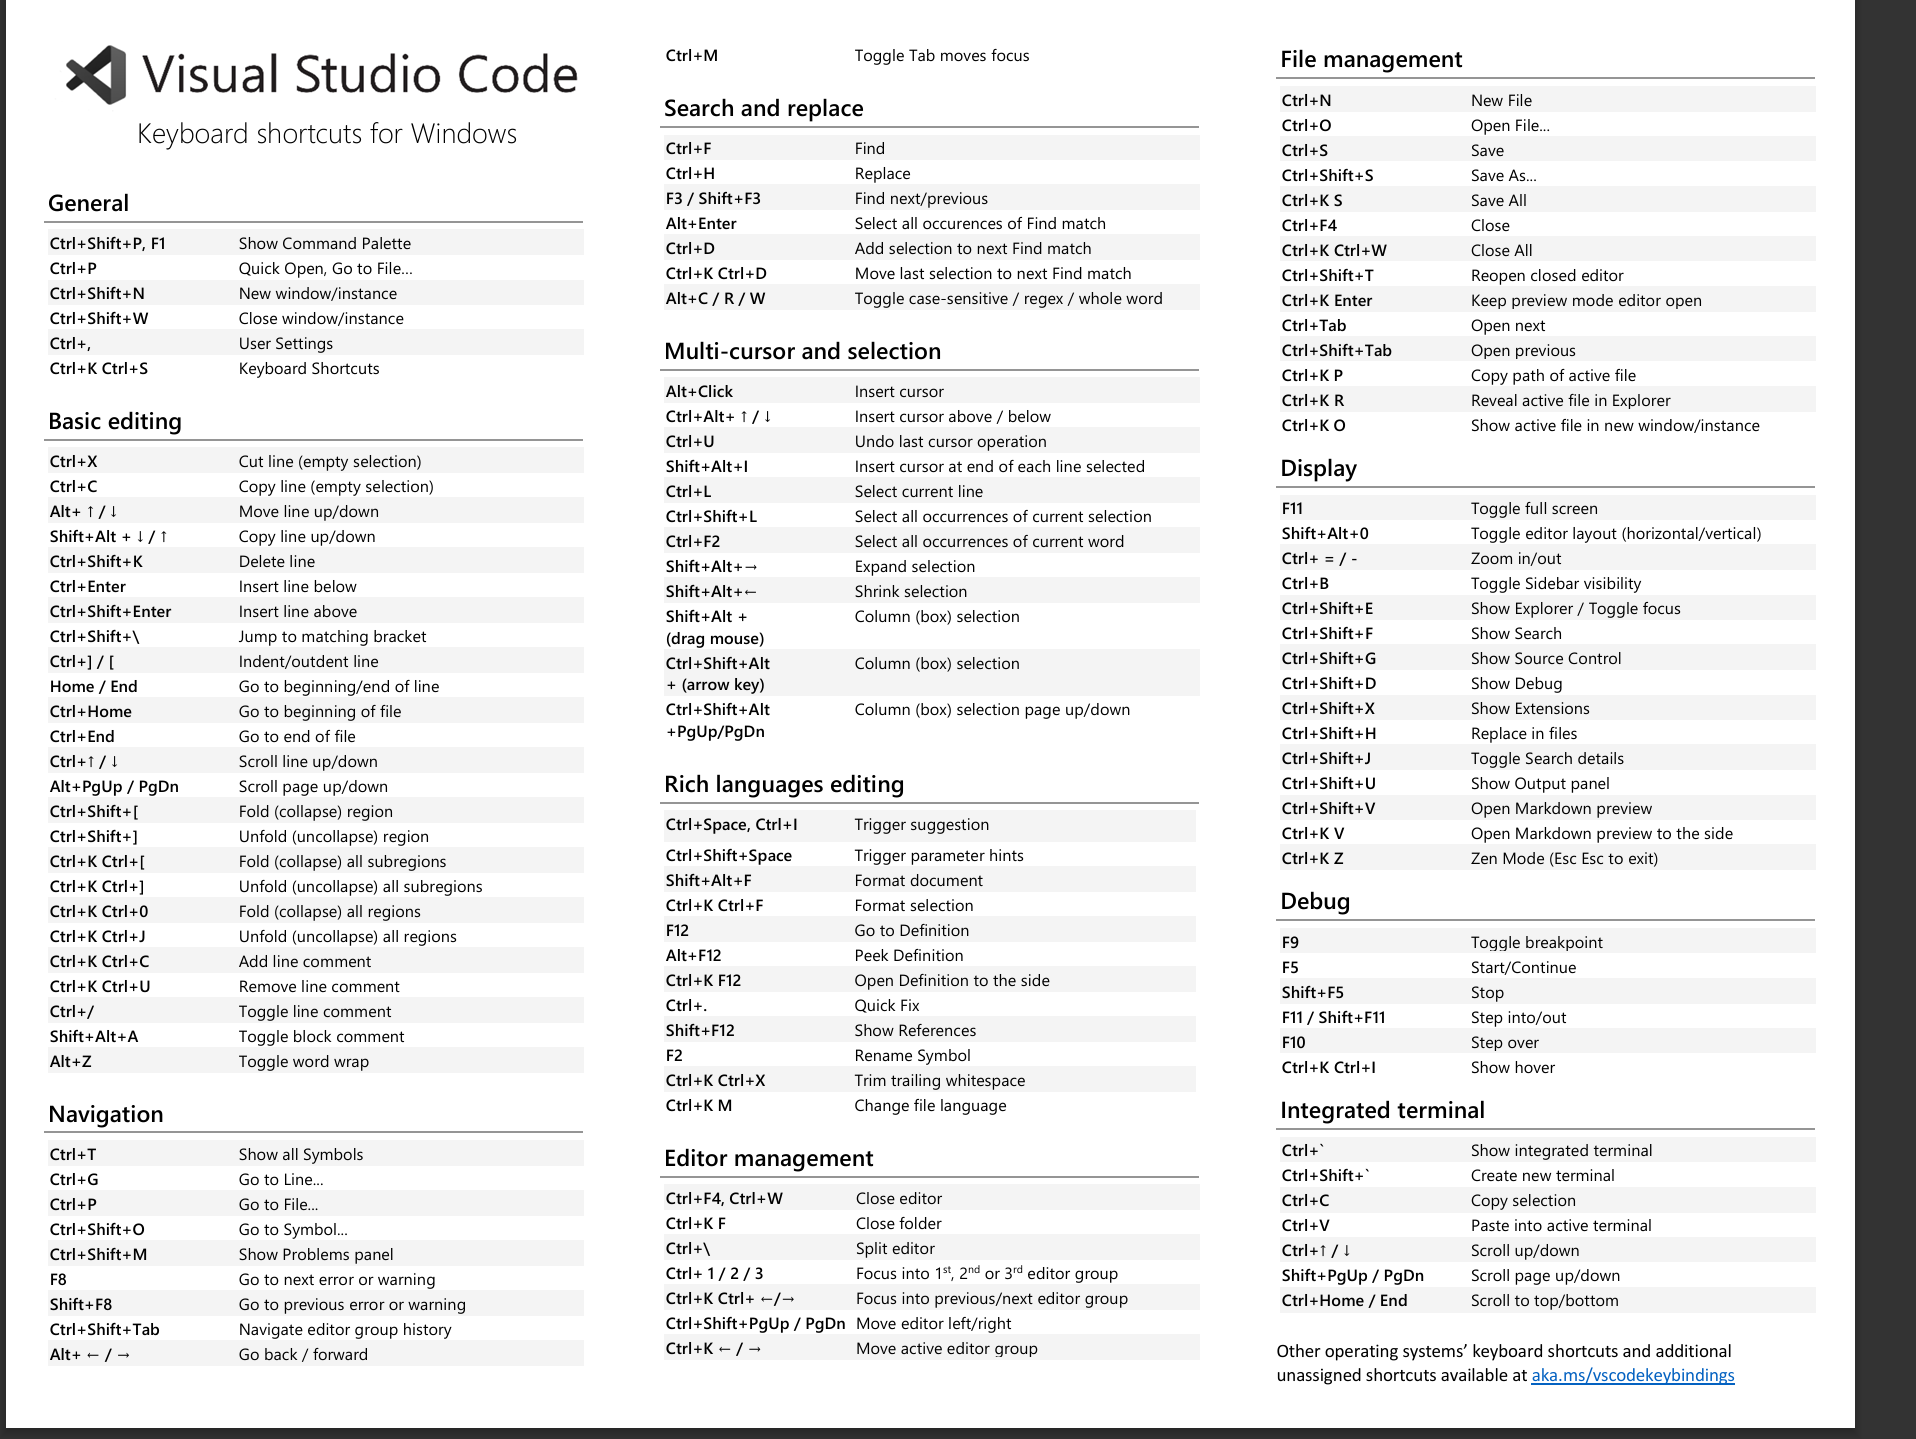 Visual Studio Code
Keyboard shortcuts for Windows
General
Ctrl+Shift+P, F1 Show Command Palette
Ctrl+P Quick Open, Go to File…
Ctrl+Shift+N New window/instance
Ctrl+Shift+W Close window/instance
Ctrl+, User Settings
Ctrl+K Ctrl+S Keyboard Shortcuts
Basic editing
Ctrl+X Cut line (empty selection)
Ctrl+C Copy line (empty selection)
Alt+ ↑ / ↓ Move line up/down
Shift+Alt + ↓ / ↑ Copy line up/down
Ctrl+Shift+K Delete line
Ctrl+Enter Insert line below
Ctrl+Shift+Enter Insert line above
Ctrl+Shift+\ Jump to matching bracket
Ctrl+] / [ Indent/outdent line
Home / End Go to beginning/end of line
Ctrl+Home Go to beginning of file
Ctrl+End Go to end of file
Ctrl+↑ / ↓ Scroll line up/down
Alt+PgUp / PgDn Scroll page up/down
Ctrl+Shift+[ Fold (collapse) region
Ctrl+Shift+] Unfold (uncollapse) region
Ctrl+K Ctrl+[ Fold (collapse) all subregions
Ctrl+K Ctrl+] Unfold (uncollapse) all subregions
Ctrl+K Ctrl+0 Fold (collapse) all regions
Ctrl+K Ctrl+J Unfold (uncollapse) all regions
Ctrl+K Ctrl+C Add line comment
Ctrl+K Ctrl+U Remove line comment
Ctrl+/ Toggle line comment
Shift+Alt+A Toggle block comment
Alt+Z Toggle word wrap
Navigation
Ctrl+T Show all Symbols
Ctrl+G Go to Line...
Ctrl+P Go to File...
Ctrl+Shift+O Go to Symbol...
Ctrl+Shift+M Show Problems panel
F8 Go to next error or warning
Shift+F8 Go to previous error or warning
Ctrl+Shift+Tab Navigate editor group history
Alt+ ← / → Go back / forward
Ctrl+M Toggle Tab moves focus
Search and replace
Ctrl+F Find
Ctrl+H Replace
F3 / Shift+F3 Find next/previous
Alt+Enter Select all occurences of Find match
Ctrl+D Add selection to next Find match
Ctrl+K Ctrl+D Move last selection to next Find match
Alt+C / R / W Toggle case-sensitive / regex / whole word
Multi-cursor and selection
Alt+Click Insert cursor
Ctrl+Alt+ ↑ / ↓ Insert cursor above / below
Ctrl+U Undo last cursor operation
Shift+Alt+I Insert cursor at end of each line selected
Ctrl+L Select current line
Ctrl+Shift+L Select all occurrences of current selection
Ctrl+F2 Select all occurrences of current word
Shift+Alt+→ Expand selection
Shift+Alt+← Shrink selection
Shift+Alt + Column (box) selection
(drag mouse)
Ctrl+Shift+Alt Column (box) selection
+ (arrow key)
Ctrl+Shift+Alt Column (box) selection page up/down
+PgUp/PgDn
Rich languages editing
Ctrl+Space, Ctrl+I Trigger suggestion
Ctrl+Shift+Space Trigger parameter hints
Shift+Alt+F Format document
Ctrl+K Ctrl+F Format selection
F12 Go to Definition
Alt+F12 Peek Definition
Ctrl+K F12 Open Definition to the side
Ctrl+. Quick Fix
Shift+F12 Show References
F2 Rename Symbol
Ctrl+K Ctrl+X Trim trailing whitespace
Ctrl+K M Change file language
Editor management
Ctrl+F4, Ctrl+W Close editor
Ctrl+K F Close folder
Ctrl+\ Split editor
Ctrl+ 1 / 2 / 3 Focus into 1st, 2nd or 3rd editor group
Ctrl+K Ctrl+ ←/→ Focus into previous/next editor group
Ctrl+Shift+PgUp / PgDn Move editor left/right
Ctrl+K ← / → Move active editor group
File management
Ctrl+N New File
Ctrl+O Open File...
Ctrl+S Save
Ctrl+Shift+S Save As...
Ctrl+K S Save All
Ctrl+F4 Close
Ctrl+K Ctrl+W Close All
Ctrl+Shift+T Reopen closed editor
Ctrl+K Enter Keep preview mode editor open
Ctrl+Tab Open next
Ctrl+Shift+Tab Open previous
Ctrl+K P Copy path of active file
Ctrl+K R Reveal active file in Explorer
Ctrl+K O Show active file in new window/instance
Display
F11 Toggle full screen
Shift+Alt+0 Toggle editor layout (horizontal/vertical)
Ctrl+ = / - Zoom in/out
Ctrl+B Toggle Sidebar visibility
Ctrl+Shift+E Show Explorer / Toggle focus
Ctrl+Shift+F Show Search
Ctrl+Shift+G Show Source Control
Ctrl+Shift+D Show Debug
Ctrl+Shift+X Show Extensions
Ctrl+Shift+H Replace in files
Ctrl+Shift+J Toggle Search details
Ctrl+Shift+U Show Output panel
Ctrl+Shift+V Open Markdown preview
Ctrl+K V Open Markdown preview to the side
Ctrl+K Z Zen Mode (Esc Esc to exit)
Debug
F9 Toggle breakpoint
F5 Start/Continue
Shift+F5 Stop
F11 / Shift+F11 Step into/out
F10 Step over
Ctrl+K Ctrl+I Show hover
Integrated terminal
Ctrl+` Show integrated terminal
Ctrl+Shift+` Create new terminal
Ctrl+C Copy selection
Ctrl+V Paste into active terminal
Ctrl+↑ / ↓ Scroll up/down
Shift+PgUp / PgDn Scroll page up/down
Ctrl+Home / End Scroll to top/bottom
Other operating systems’ keyboard shortcuts and additional
unassigned shortcuts available at aka.ms/vscodekeybindings